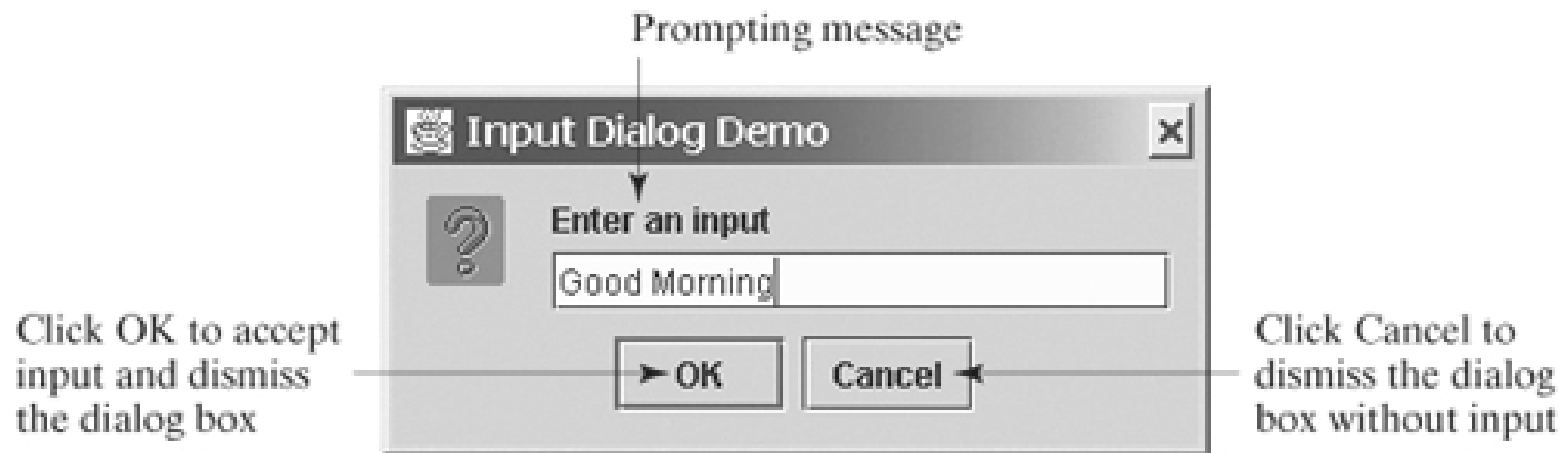 Prompting message
Input Dialog Demo
Enter an input
Good Morning
Click OK to accept
input and dismiss
the dialog box
OK
Cancel
Click Cancel to
dismiss the dialog
box without input